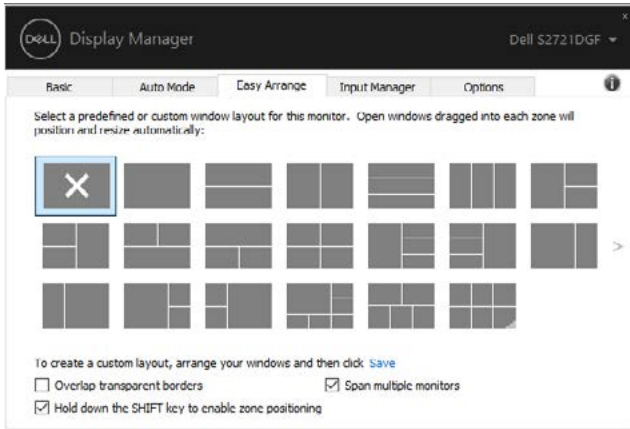 DELL Display Manager
Dell S2721DGF
Basic Auto Mode Easy Arrange Input Manager Options
Select a predefined or custom window layout for this monitor. Open windows dragged into each zone will
position and resize automatically:
To create a custom layout, arrange your windows and then click Save
Overlap transparent borders
Span multiple monitors
Hold down the SHIFT key to enable zone positioning